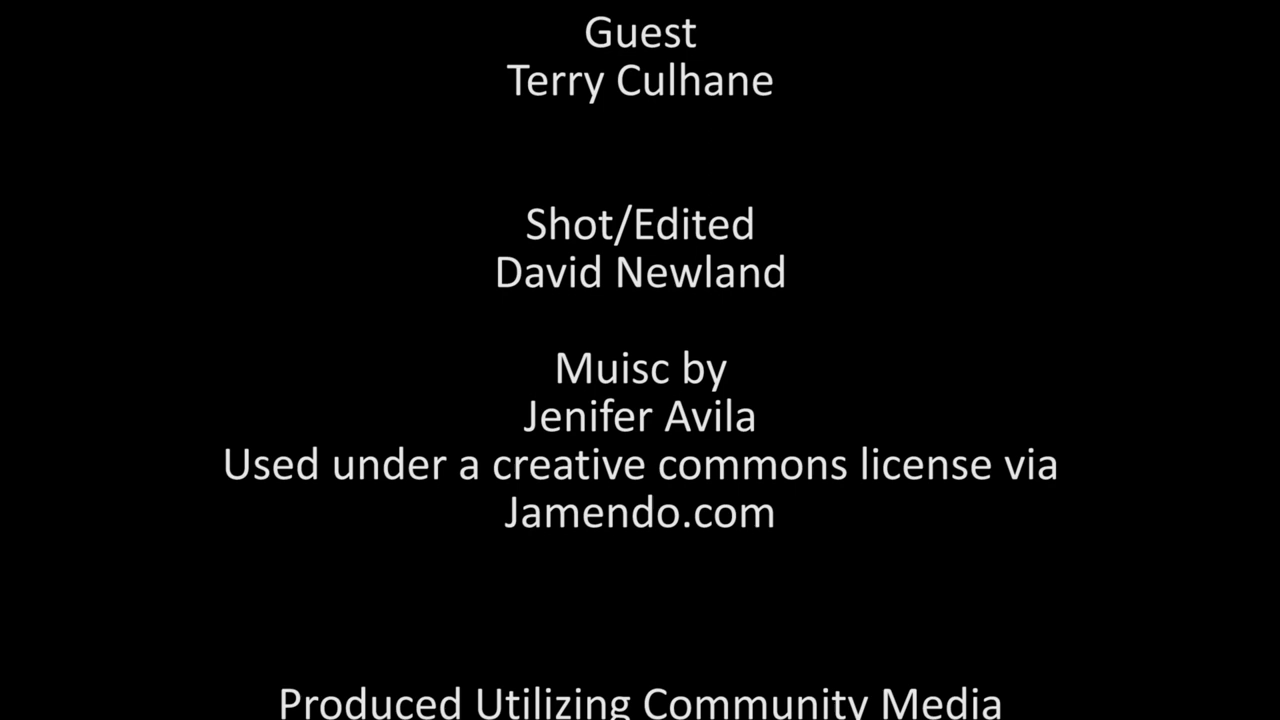 Guest
Terry Culhane
Shot/Edited
David Newland
Muisc by
Jenifer Avila
Used under a creative commons license via
Jamendo.com
Produced Utilizing Community Media